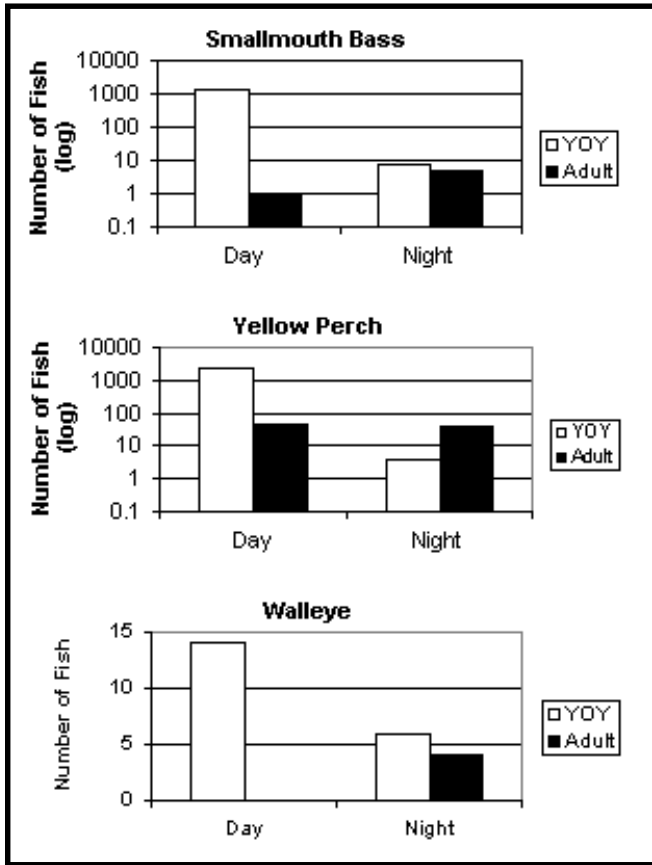 Smallmouth Bass
Number of Fish
(log)
10000
1000
100
10
1
0.1
Day
Night
YOY
Adult
Yellow Perch
Number of Fish
(log)
10000
1000
100
10
1
0.1
Day
Night
YOY
Adult
Walleye
Number of Fish
15
10
5
0
Day
Night
YOY
Adult